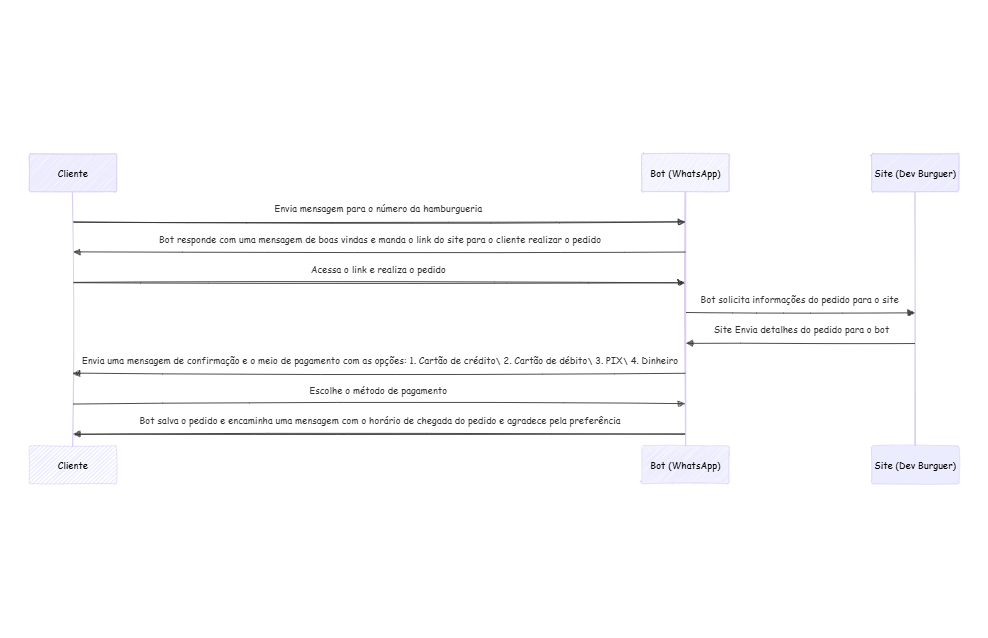 Cliente
Bot (WhatsApp)
Site (Dev Burguer)
Envia mensagem para o número da hamburgueria
Bot responde com uma mensagem de boas vindas e manda o link do site para o cliente realizar o pedido
Acessa o link e realiza o pedido
Bot solicita informações do pedido para o site
Site Envia detalhes do pedido para o bot
Envia uma mensagem de confirmação e o meio de pagamento com as opções: 1. Cartão de crédito\ 2. Cartão de débito\ 3. PIX\ 4. Dinheiro
Escolhe o método de pagamento
Bot salva o pedido e encaminha uma mensagem com o horário de chegada do pedido e agradece pela preferência
Cliente
Bot (WhatsApp)
Site (Dev Burguer)